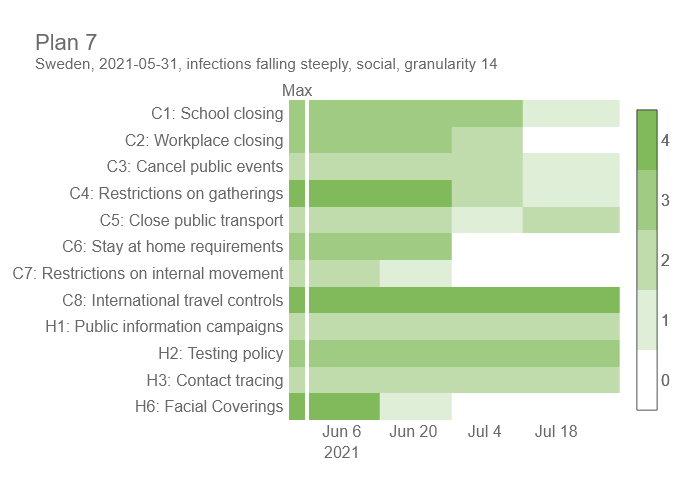 Plan 7
Sweden, 2021-05-31, infections falling steeply, social, granularity 14
Max
C1: School closing
C2: Workplace closing
C3: Cancel public events
C4: Restrictions on gatherings
C5: Close public transport
C6: Stay at home requirements
C7: Restrictions on internal movement
C8: International travel controls
H1: Public information campaigns
H2: Testing policy
H3: Contact tracing
H6: Facial Coverings
4
3
2
1
0
Jun 6 Jun 20 Jul 4 Jul 18
2021